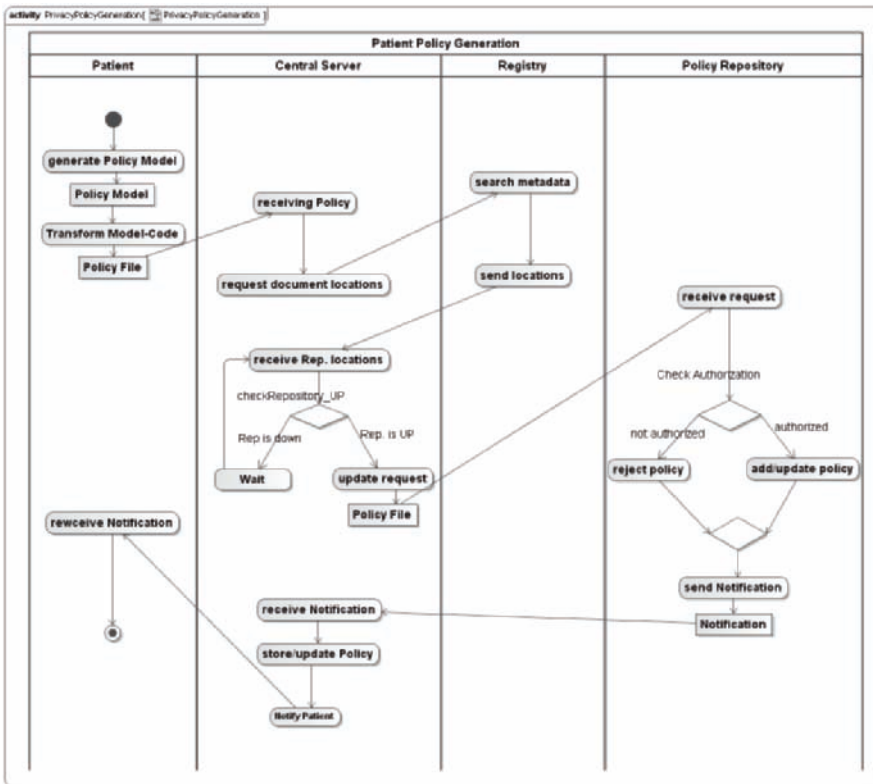 activity PrivacyPolicyGeneration[ PrivacyPolicyGeneration ]
Patient Policy Generation
Patient
Central Server
Registry
Policy Repository
generate Policy Model
Policy Model
Transform Model-Code
Policy File
receiving Policy
request document locations
search metadata
send locations
receive Rep. locations
checkRepository_UP
Rep is down
Rep. is UP
Wait
update request
Policy File
receive request
Check Authorization
not authorized
authorized
reject policy
add/update policy
send Notification
Notification
receive Notification
store/update Policy
Notify Patient
rewceive Notification